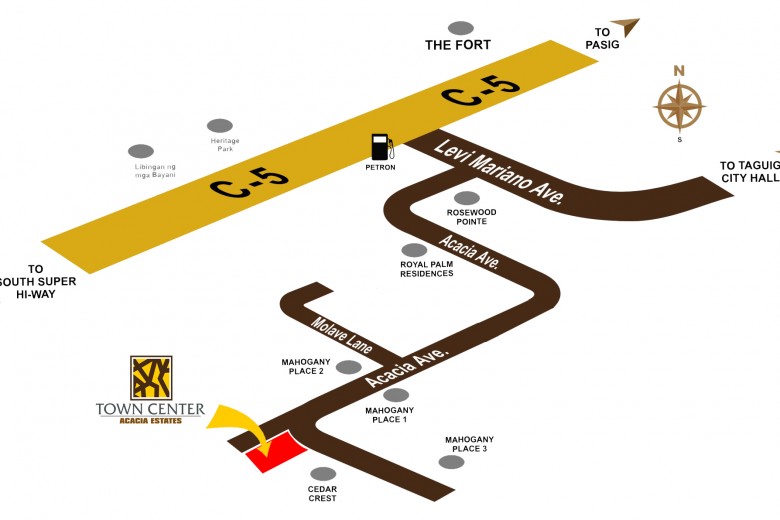 THE FORT
TO
PASIG
C-5
N
S
Heritage
Park
Libingan ng
mga Bayani
C-5
PETRON
Levi Mariano Ave.
TO TAGUIG
CITY HALL
ROSEWOOD
POINTE
Acacia Ave.
ROYAL PALM
RESIDENCES
TO
SOUTH SUPER
HI-WAY
Molave Lane
MAHOGANY
PLACE 2
Acacia Ave.
MAHOGANY
PLACE 1
TOWN CENTER
ACACIA ESTATES
MAHOGANY
PLACE 3
CEDAR
CREST